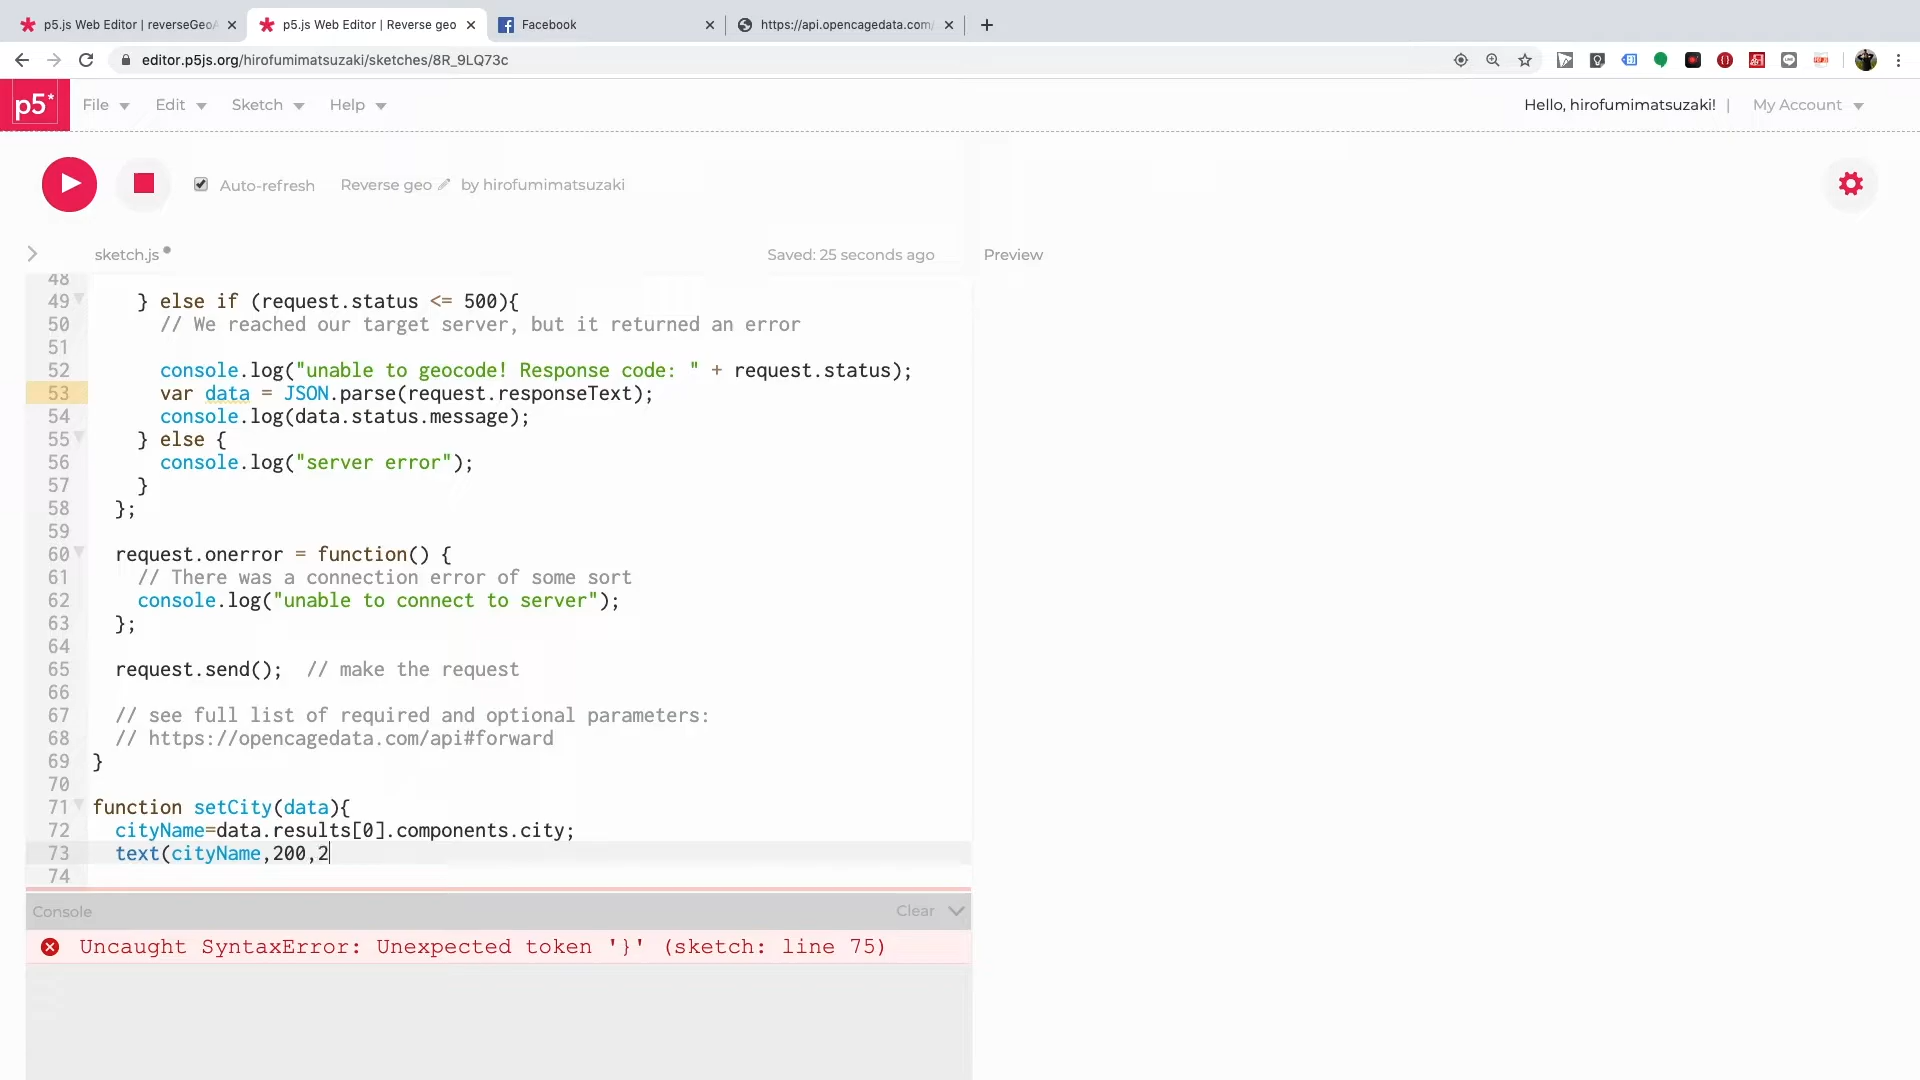 p5.js Web Editor | reverseGeoA
p5.js Web Editor | Reverse geo
Facebook
https://api.opencagedata.com/
editor.p5js.org/hirofumimatsuzaki/sketches/8R_9LQ73c
p5*
File
Edit
Sketch
Help
Hello, hirofumimatsuzaki! |
My Account
Auto-refresh
Reverse geo
by hirofumimatsuzaki
sketch.js
Saved: 25 seconds ago
Preview
48
49 } else if (request.status <= 500){
50 // We reached our target server, but it returned an error
51
52 console.log("unable to geocode! Response code: " + request.status);
53 var data = JSON.parse(request.responseText);
54 console.log(data.status.message);
55 } else {
56 console.log("server error");
57 }
58 };
59
60 request.onerror = function() {
61 // There was a connection error of some sort
62 console.log("unable to connect to server");
63 };
64
65 request.send();  // make the request
66
67 // see full list of required and optional parameters:
68 // https://opencagedata.com/api#forward
69 }
70
71 function setCity(data){
72 cityName=data.results[0].components.city;
73 text(cityName,200,2
74
Console
Clear
Uncaught SyntaxError: Unexpected token '}' (sketch: line 75)